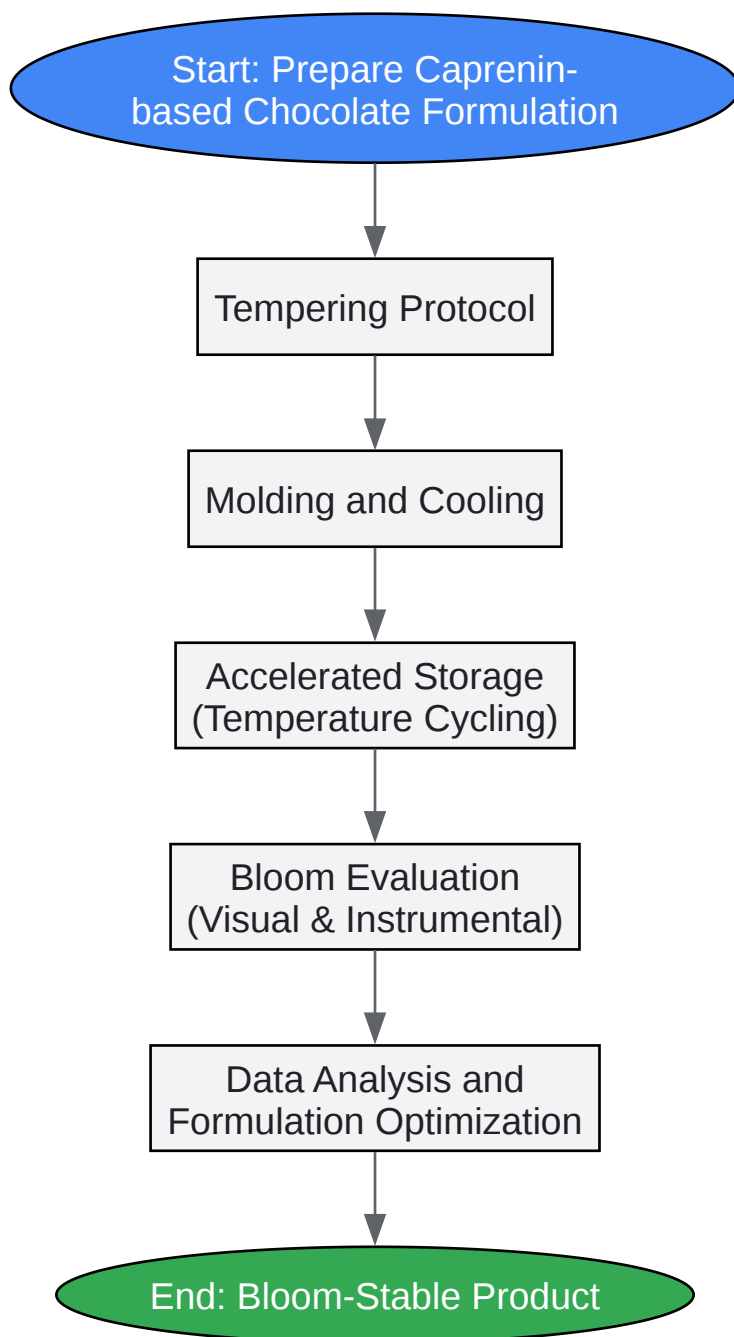 Start: Prepare Caprenin-
based Chocolate Formulation
Tempering Protocol
Molding and Cooling
Accelerated Storage
(Temperature Cycling)
Bloom Evaluation
(Visual & Instrumental)
Data Analysis and
Formulation Optimization
End: Bloom-Stable Product